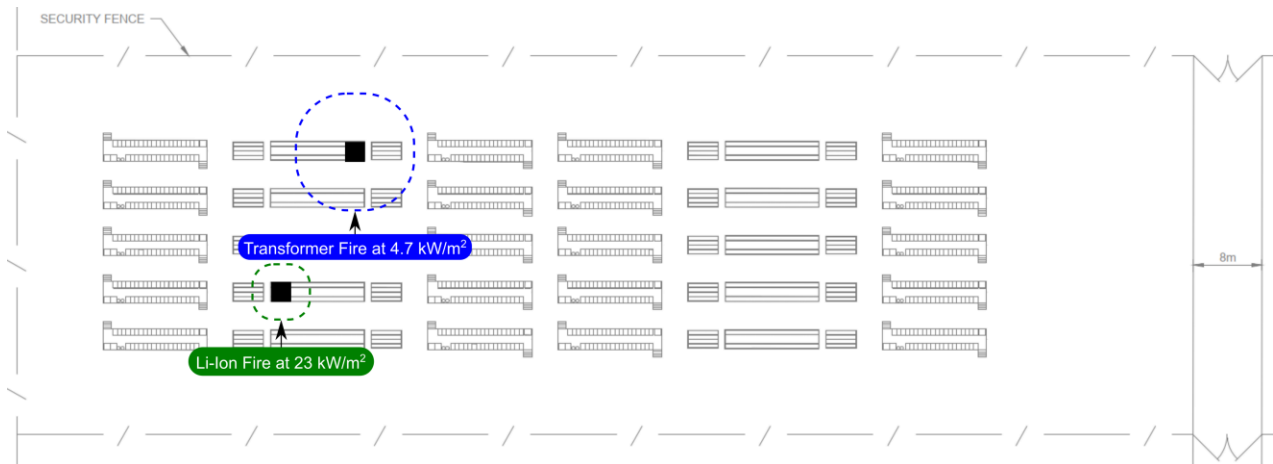 SECURITY FENCE
Transformer Fire at 4.7 kW/m²
8m
Li-Ion Fire at 23 kW/m²